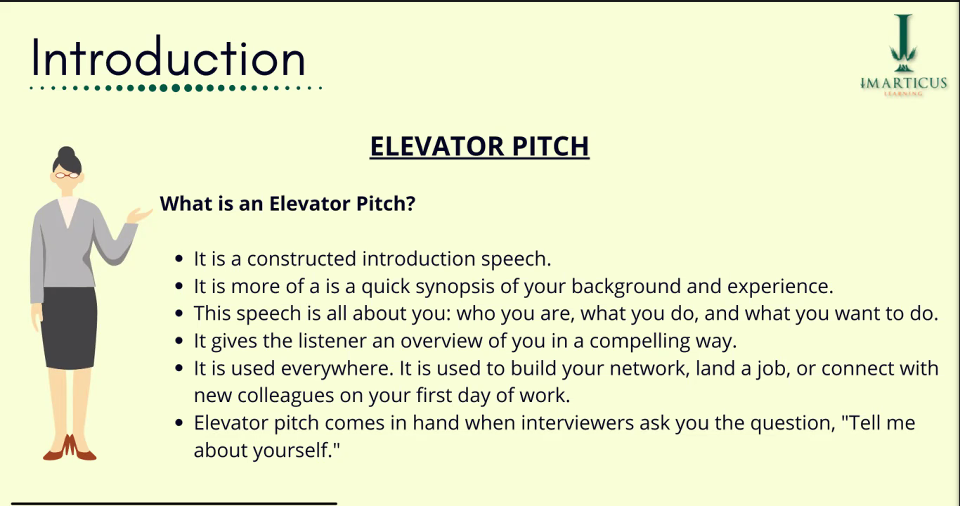 Introduction
IMARTICUS
LEARNING
ELEVATOR PITCH
What is an Elevator Pitch?
It is a constructed introduction speech.
It is more of a is a quick synopsis of your background and experience.
This speech is all about you: who you are, what you do, and what you want to do.
It gives the listener an overview of you in a compelling way.
It is used everywhere. It is used to build your network, land a job, or connect with
new colleagues on your first day of work.
Elevator pitch comes in hand when interviewers ask you the question, "Tell me
about yourself."